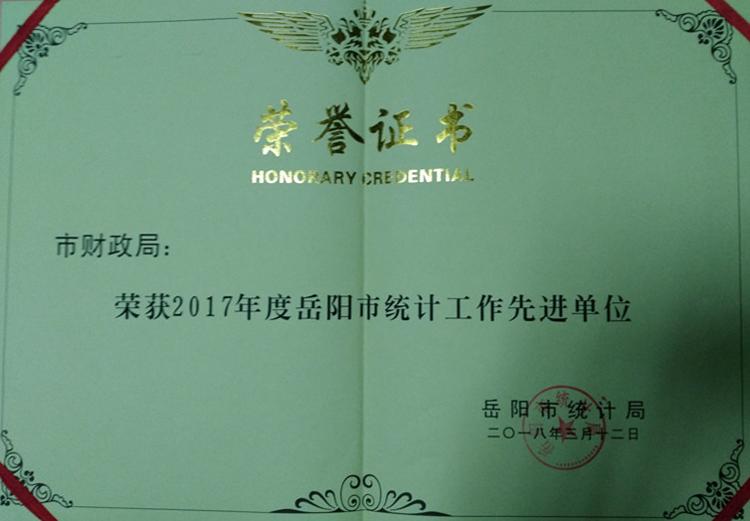 荣誉证书
HONORARY CREDENTIAL
市财政局：
荣获2017年度岳阳市统计工作先进单位
岳阳市统计局
二〇一八年三月十二日